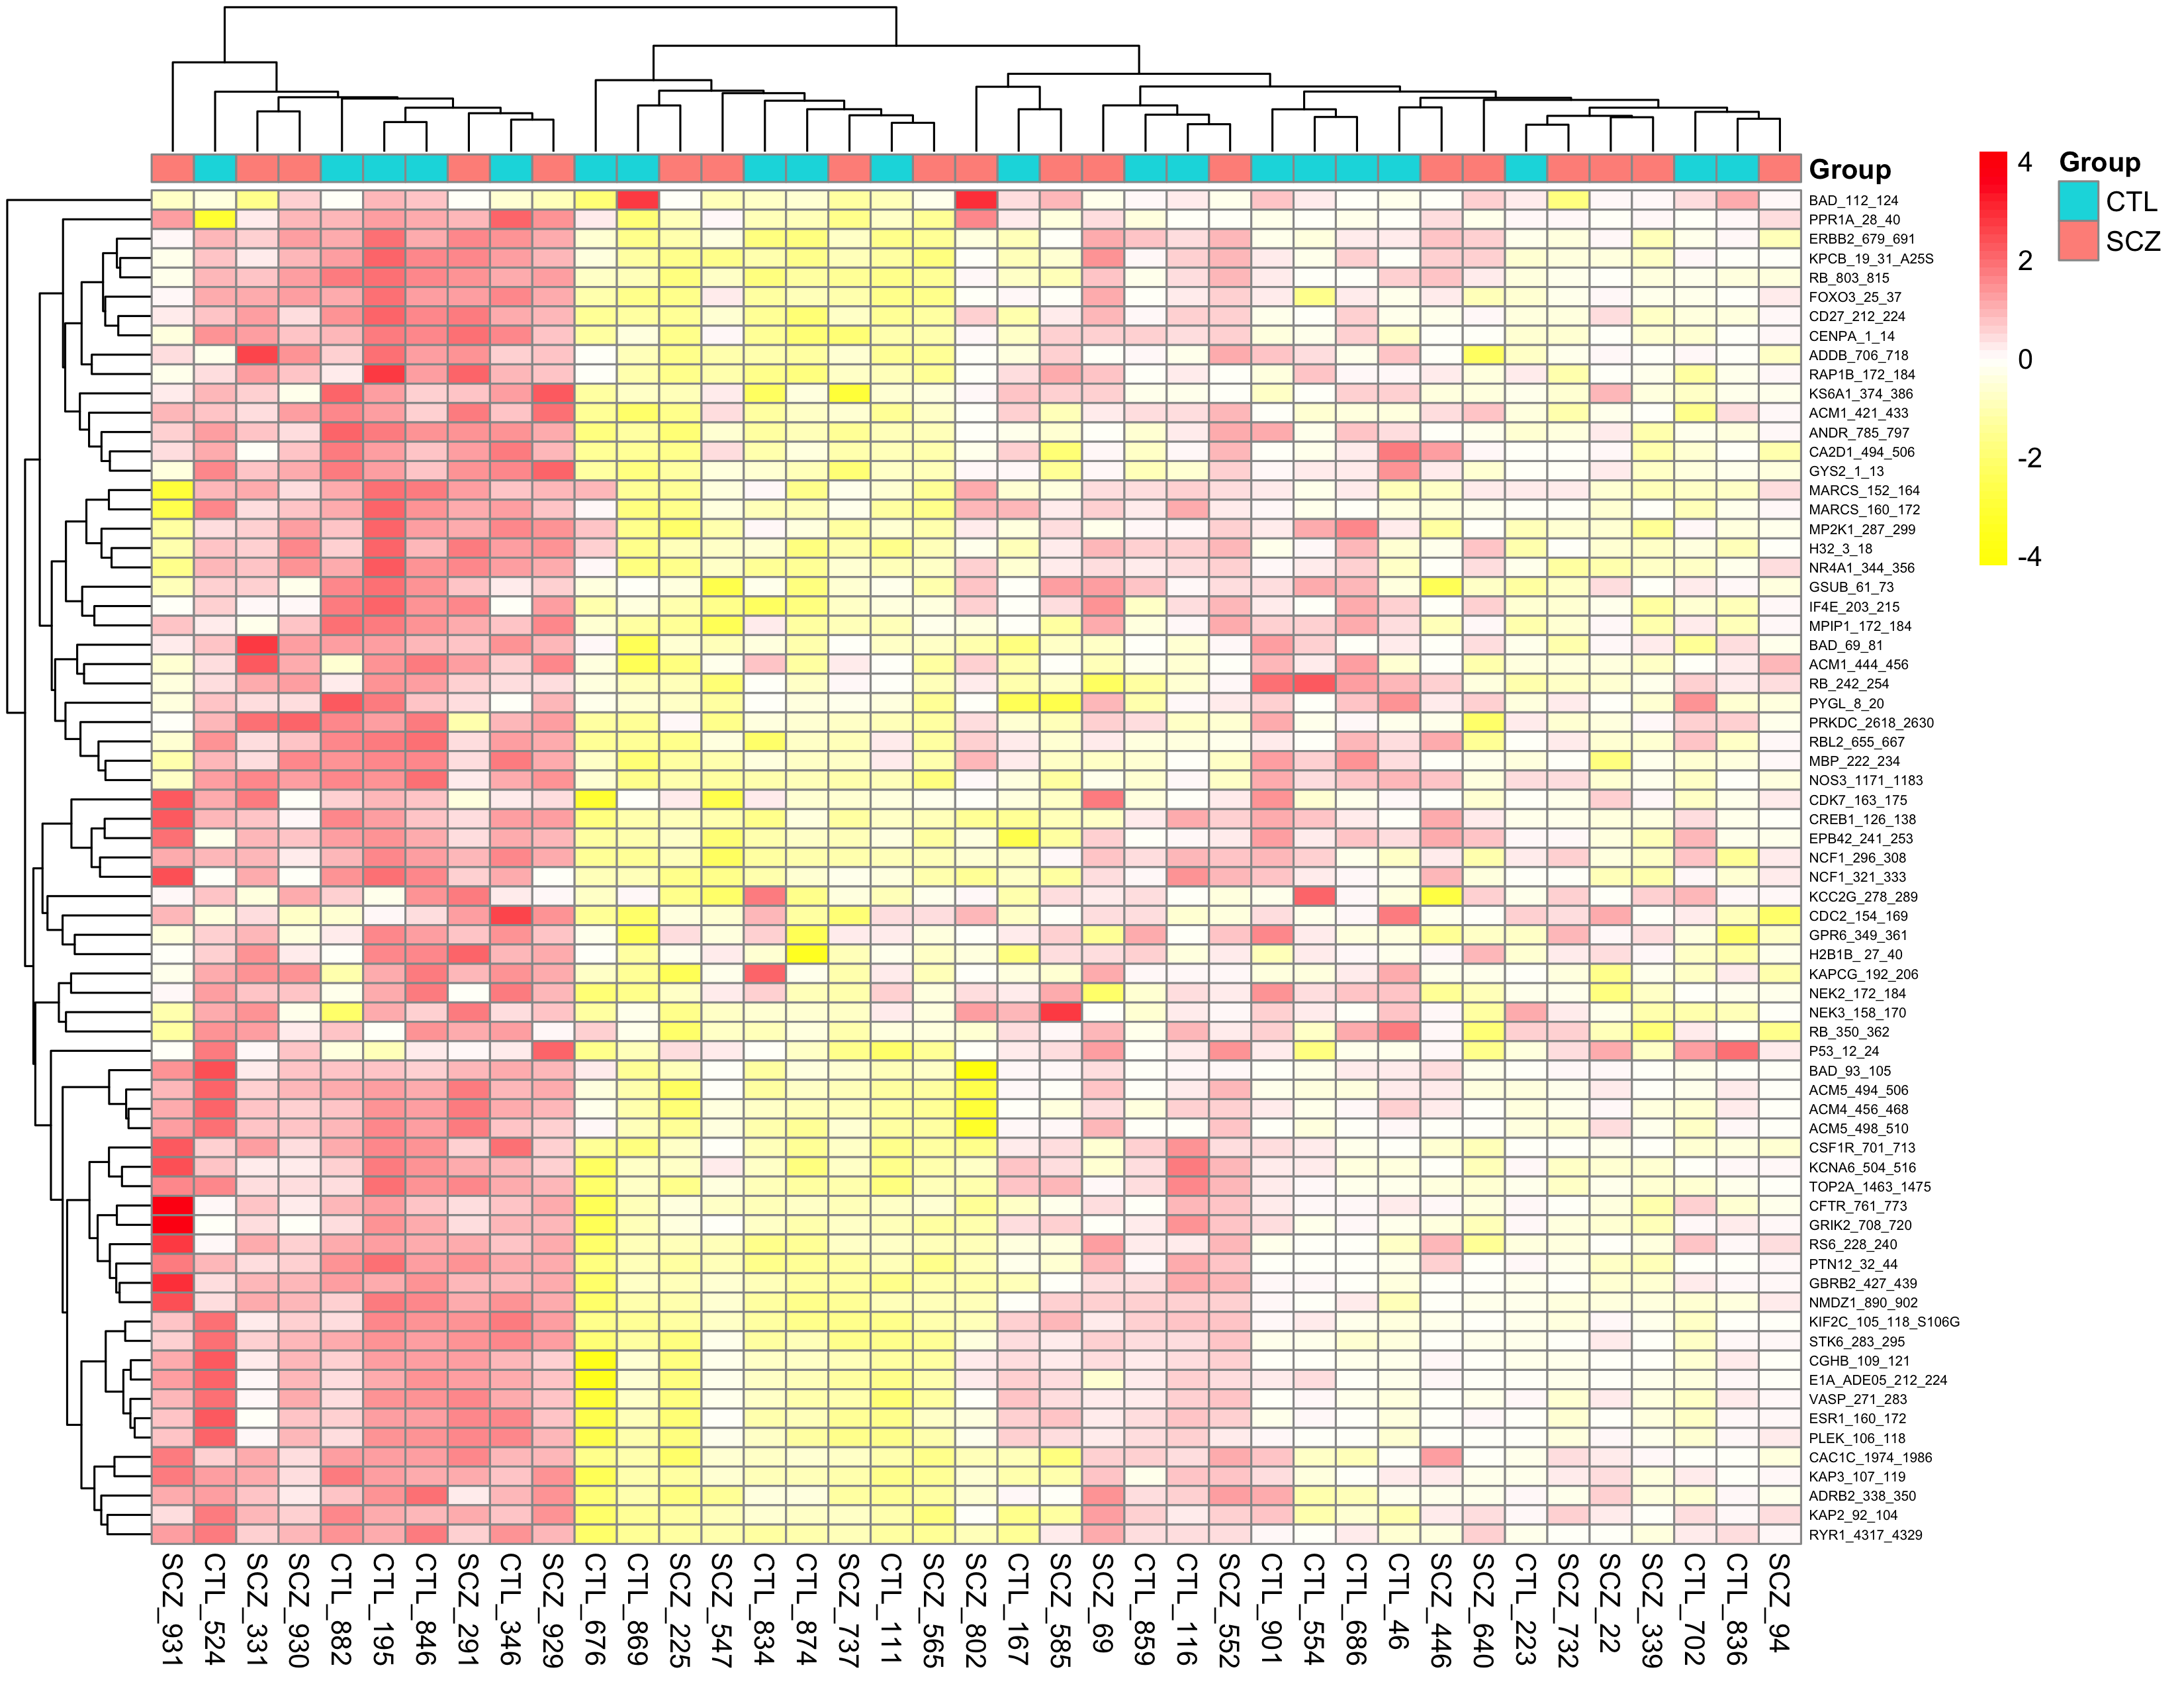 Group
BAD_112_124
PPR1A_28_40
ERBB2_679_691
KPCB_19_31_A25S
RB_803_815
FOXO3_25_37
CD27_212_224
CENPA_1_14
ADDB_706_718
RAP1B_172_184
KS6A1_374_386
ACM1_421_433
ANDR_785_797
CA2D1_494_506
GYS2_1_13
MARCS_152_164
MARCS_160_172
MP2K1_287_299
H32_3_18
NR4A1_344_356
GSUB_61_73
IF4E_203_215
MPIP1_172_184
BAD_69_81
ACM1_444_456
RB_242_254
PYGL_8_20
PRKDC_2618_2630
RBL2_655_667
MBP_222_234
NOS3_1171_1183
CDK7_163_175
CREB1_126_138
EPB42_241_253
NCF1_296_308
NCF1_321_333
KCC2G_278_289
CDC2_154_169
GPR6_349_361
H2B1B_ 27_40
KAPCG_192_206
NEK2_172_184
NEK3_158_170
RB_350_362
P53_12_24
BAD_93_105
ACM5_494_506
ACM4_456_468
ACM5_498_510
CSF1R_701_713
KCNA6_504_516
TOP2A_1463_1475
CFTR_761_773
GRIK2_708_720
RS6_228_240
PTN12_32_44
GBRB2_427_439
NMDZ1_890_902
KIF2C_105_118_S106G
STK6_283_295
CGHB_109_121
E1A_ADE05_212_224
VASP_271_283
ESR1_160_172
PLEK_106_118
CAC1C_1974_1986
KAP3_107_119
ADRB2_338_350
KAP2_92_104
RYR1_4317_4329
SCZ_931
CTL_524
SCZ_331
SCZ_930
CTL_882
CTL_195
CTL_846
SCZ_291
CTL_346
SCZ_929
CTL_676
CTL_869
SCZ_225
SCZ_547
CTL_834
CTL_874
SCZ_737
CTL_111
SCZ_565
SCZ_802
CTL_167
SCZ_585
SCZ_69
CTL_859
CTL_116
SCZ_552
CTL_901
CTL_554
CTL_686
CTL_46
SCZ_446
SCZ_640
CTL_223
SCZ_732
SCZ_22
SCZ_339
CTL_702
CTL_836
SCZ_94
4
2
0
-2
-4
Group
CTL
SCZ